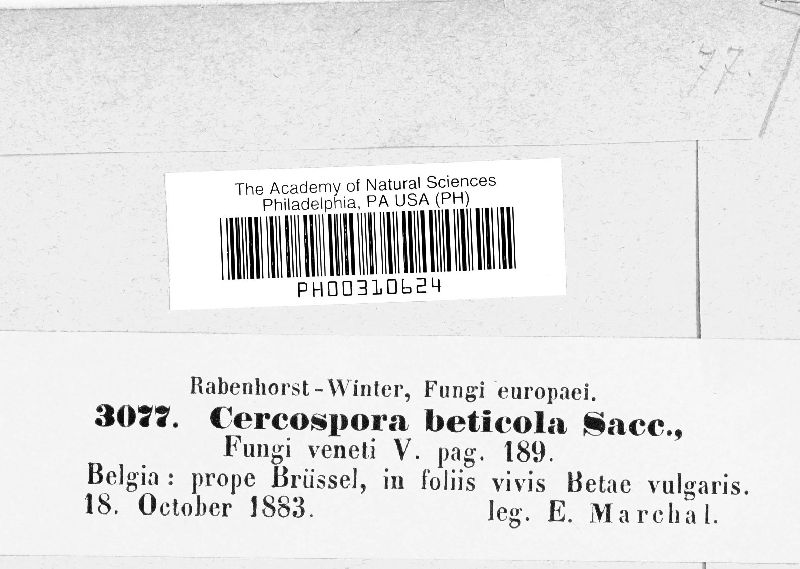 77.
The Academy of Natural Sciences
Philadelphia, PA USA (PH)
PH00310624
Rabenhorst-Winter, Fungi europaei.
3077. Cercospora beticola Sacc.,
Fungi veneti V. pag. 189.
Belgia: prope Brüssel, in foliis vivis Betae vulgaris.
18. October 1883. leg. E. Marchal.